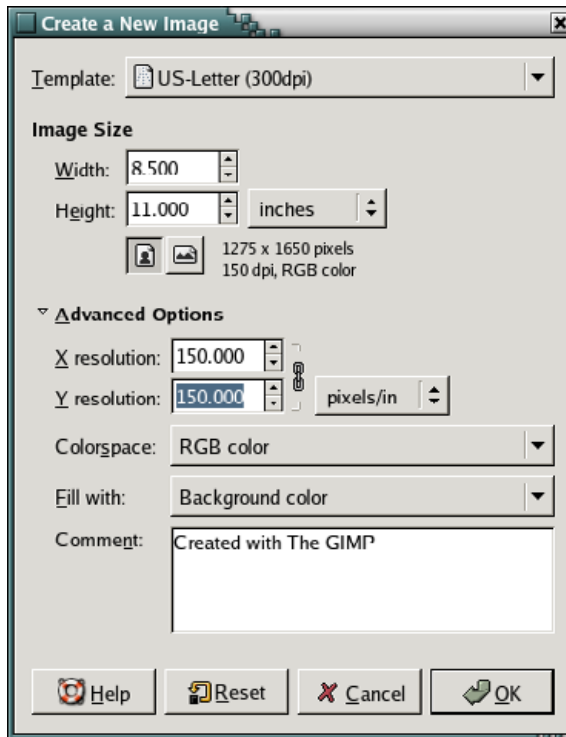 Create a New Image
Template: US-Letter (300dpi)
Image Size
Width: 8.500
Height: 11.000 inches
1275 x 1650 pixels
150 dpi, RGB color
Advanced Options
X resolution: 150.000
Y resolution: 150.000 pixels/in
Colorspace: RGB color
Fill with: Background color
Comment: Created with The GIMP
Help Reset Cancel OK